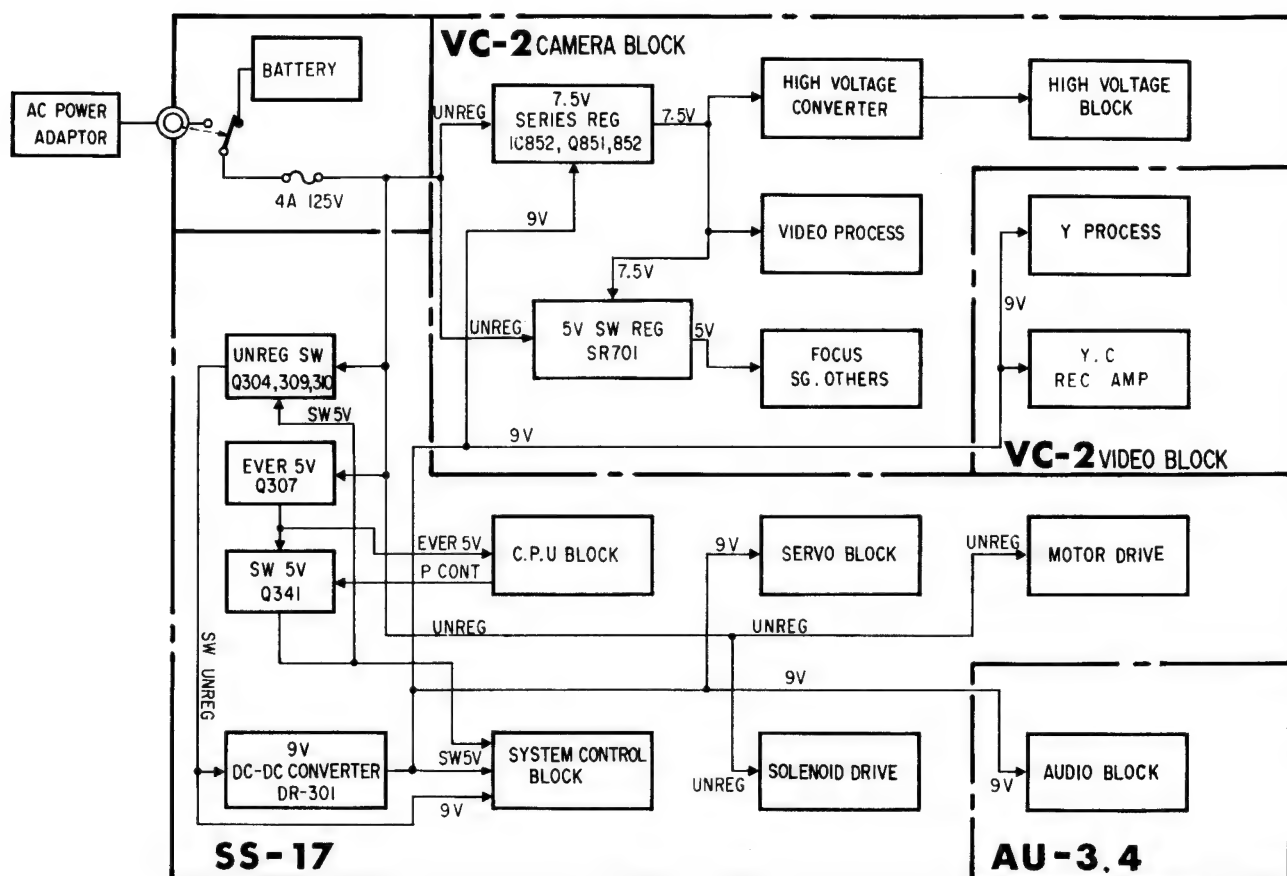 VC-2 CAMERA BLOCK
BATTERY
AC POWER
ADAPTOR
4A 125V
UNREG
7.5V
SERIES REG
IC852, Q851,852
7.5V
HIGH VOLTAGE
CONVERTER
HIGH VOLTAGE
BLOCK
9V
VIDEO PROCESS
Y PROCESS
7.5V
9V
UNREG
5V SW REG
SR701
5V
FOCUS
SG. OTHERS
Y.C
REC AMP
UNREG SW
Q304,309,310
SW5V
9V
VC-2 VIDEO BLOCK
EVER 5V
Q307
EVER 5V
C.P.U BLOCK
P CONT
9V
SERVO BLOCK
UNREG
MOTOR DRIVE
SW 5V
Q341
UNREG
UNREG
SW UNREG
9V
9V
DC-DC CONVERTER
DR-301
SW5V
9V
SYSTEM CONTROL
BLOCK
UNREG
SOLENOID DRIVE
9V
AUDIO BLOCK
SS-17
AU-3,4